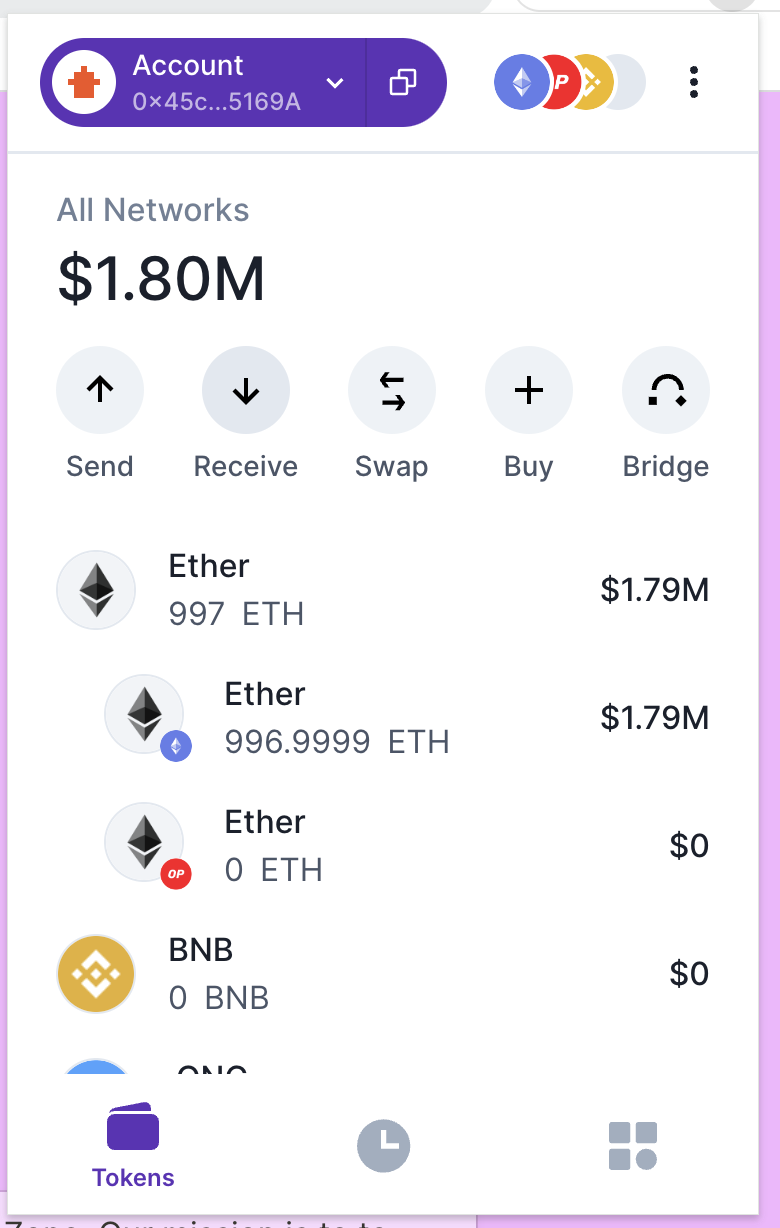 Account
0×45c...5169A
P
All Networks
$1.80M
Send
Receive
Swap
Buy
Bridge
Ether
997 ETH
$1.79M
Ether
996.9999 ETH
$1.79M
Ether
0 ETH
OP
$0
BNB
0 BNB
$0
Tokens